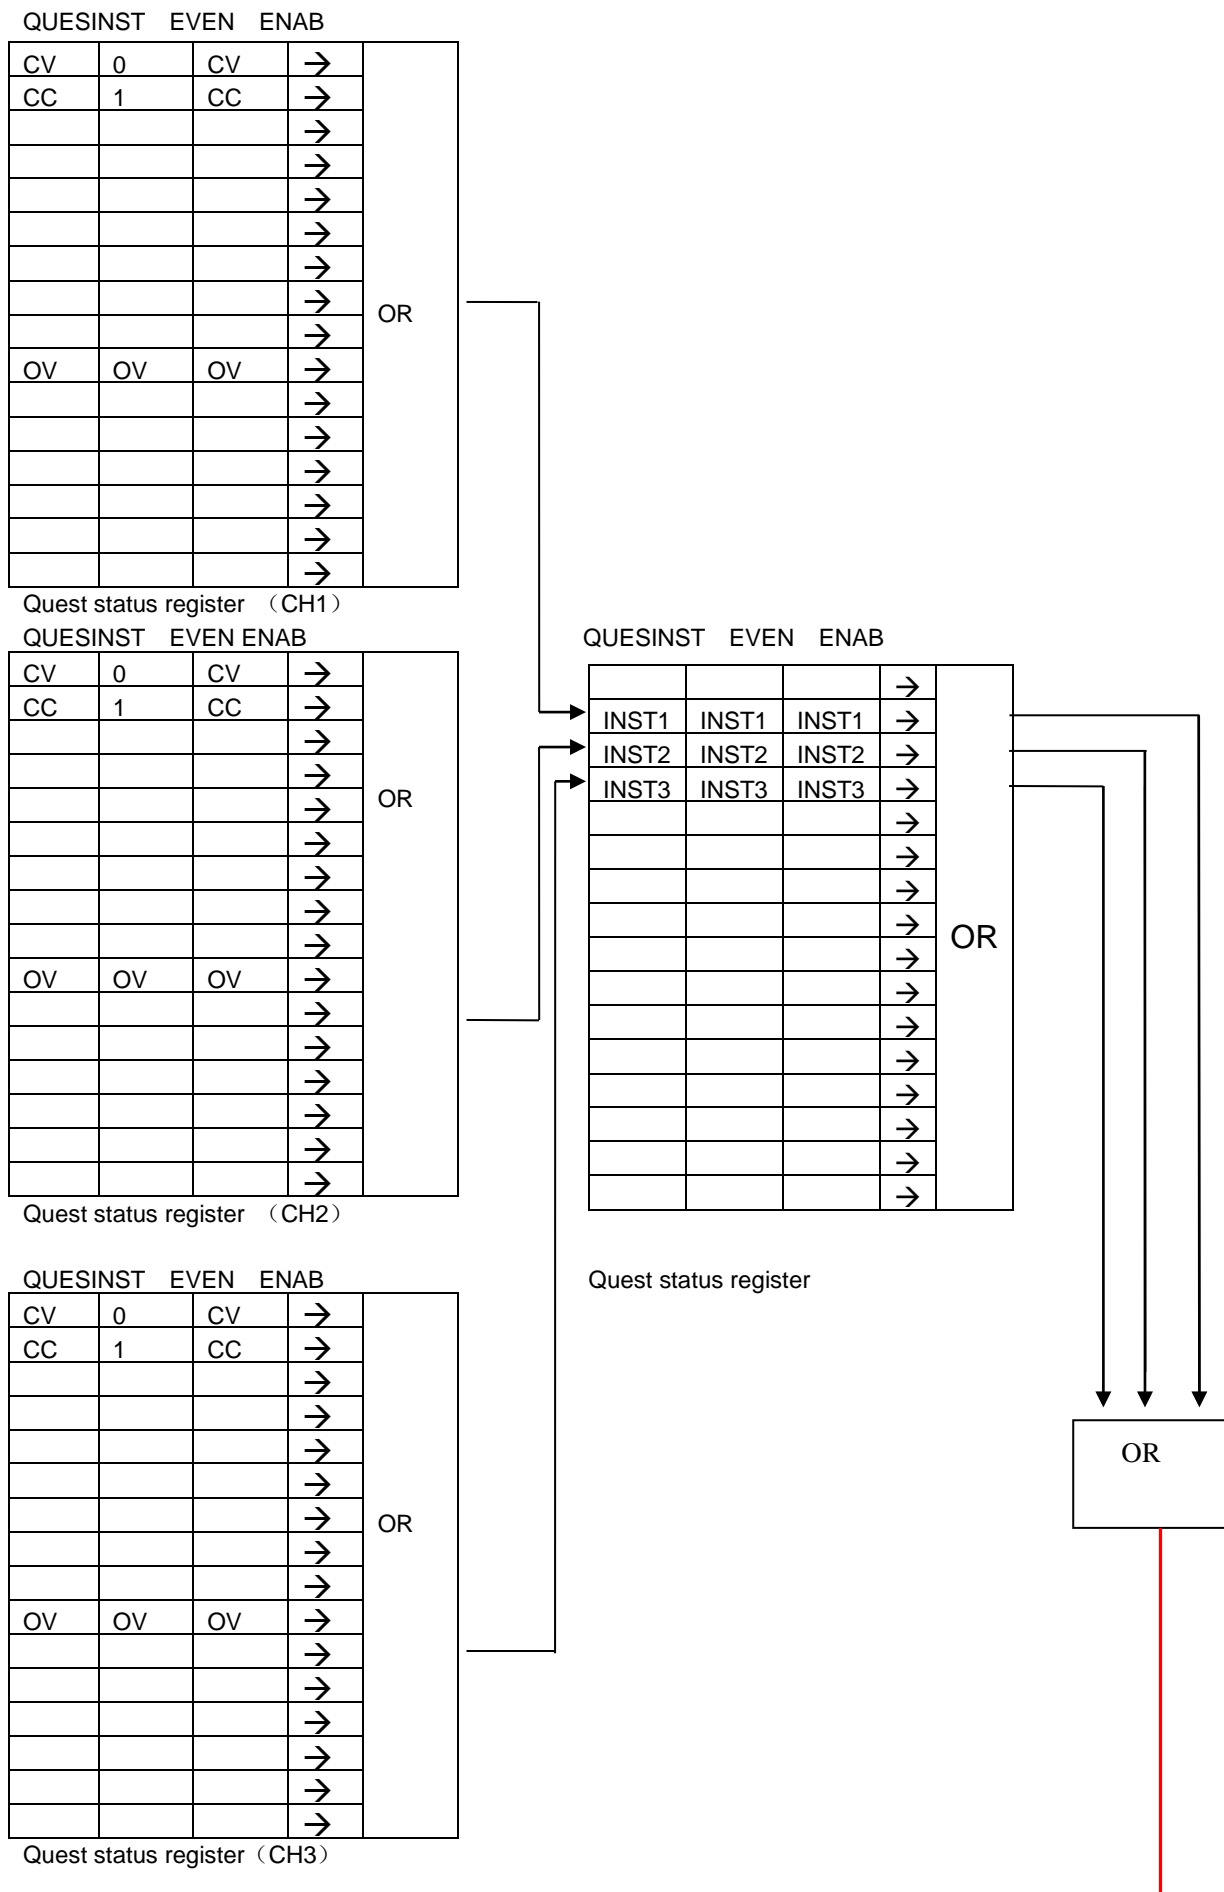 QUESINST EVEN ENAB
CV 0 CV →
CC 1 CC →
→
→
→
→
→
→
→
OR
OV OV OV →
→
→
→
→
→
→
Quest status register （CH1）
QUESINST EVEN ENAB
CV 0 CV →
CC 1 CC →
→
→
→
OR
→
→
→
→
OV OV OV →
→
→
→
→
→
→
Quest status register （CH2）
QUESINST EVEN ENAB
CV 0 CV →
CC 1 CC →
→
→
→
→
→
OR
→
→
OV OV OV →
→
→
→
→
→
→
Quest status register（CH3）
QUESINST EVEN ENAB
→
INST1 INST1 INST1 →
INST2 INST2 INST2 →
INST3 INST3 INST3 →
→
→
→
→
OR
→
→
→
→
→
→
→
→
Quest status register
OR